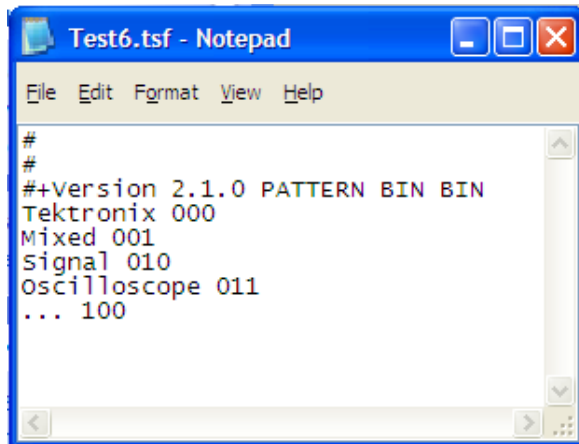 Test6.tsf - Notepad
File Edit Format View Help
#
#
#+Version 2.1.0 PATTERN BIN BIN
Tektronix 000
Mixed 001
Signal 010
Oscilloscope 011
... 100